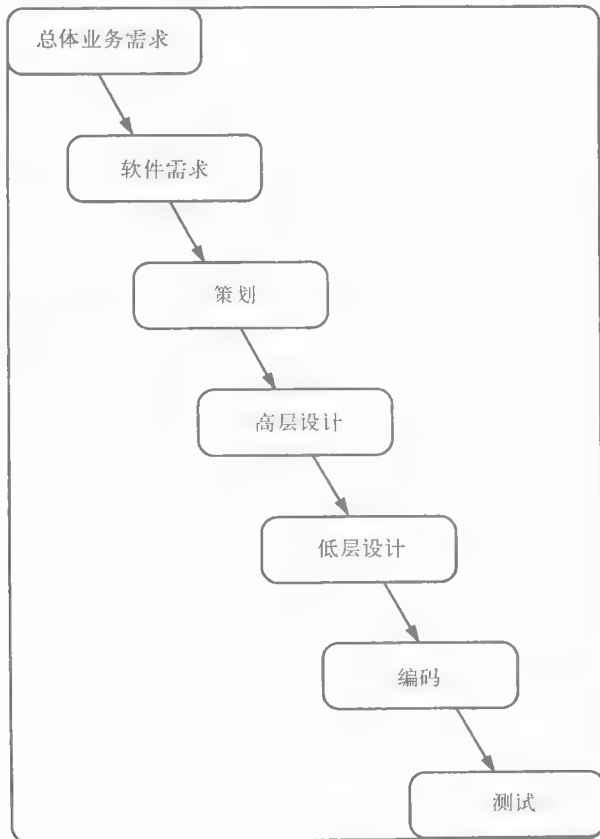 总体业务需求
软件需求
策划
高层设计
低层设计
编码
测试